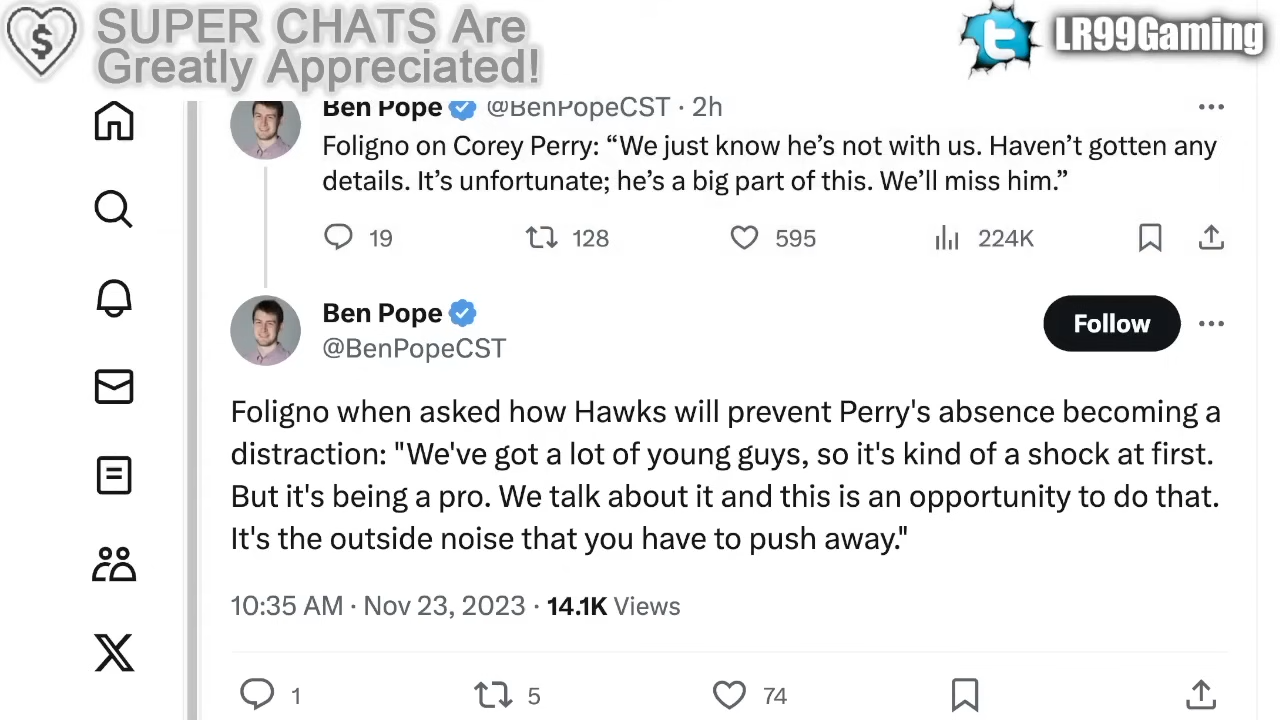 SUPER CHATS Are
Greatly Appreciated!
LR99Gaming
Ben Pope @BenPopeCST · 2h
Foligno on Corey Perry: “We just know he’s not with us. Haven’t gotten any
details. It’s unfortunate; he’s a big part of this. We’ll miss him.”
19 128 595 224K
Ben Pope
@BenPopeCST
Follow
Foligno when asked how Hawks will prevent Perry's absence becoming a
distraction: "We've got a lot of young guys, so it's kind of a shock at first.
But it's being a pro. We talk about it and this is an opportunity to do that.
It's the outside noise that you have to push away."
10:35 AM · Nov 23, 2023 · 14.1K Views
1 5 74